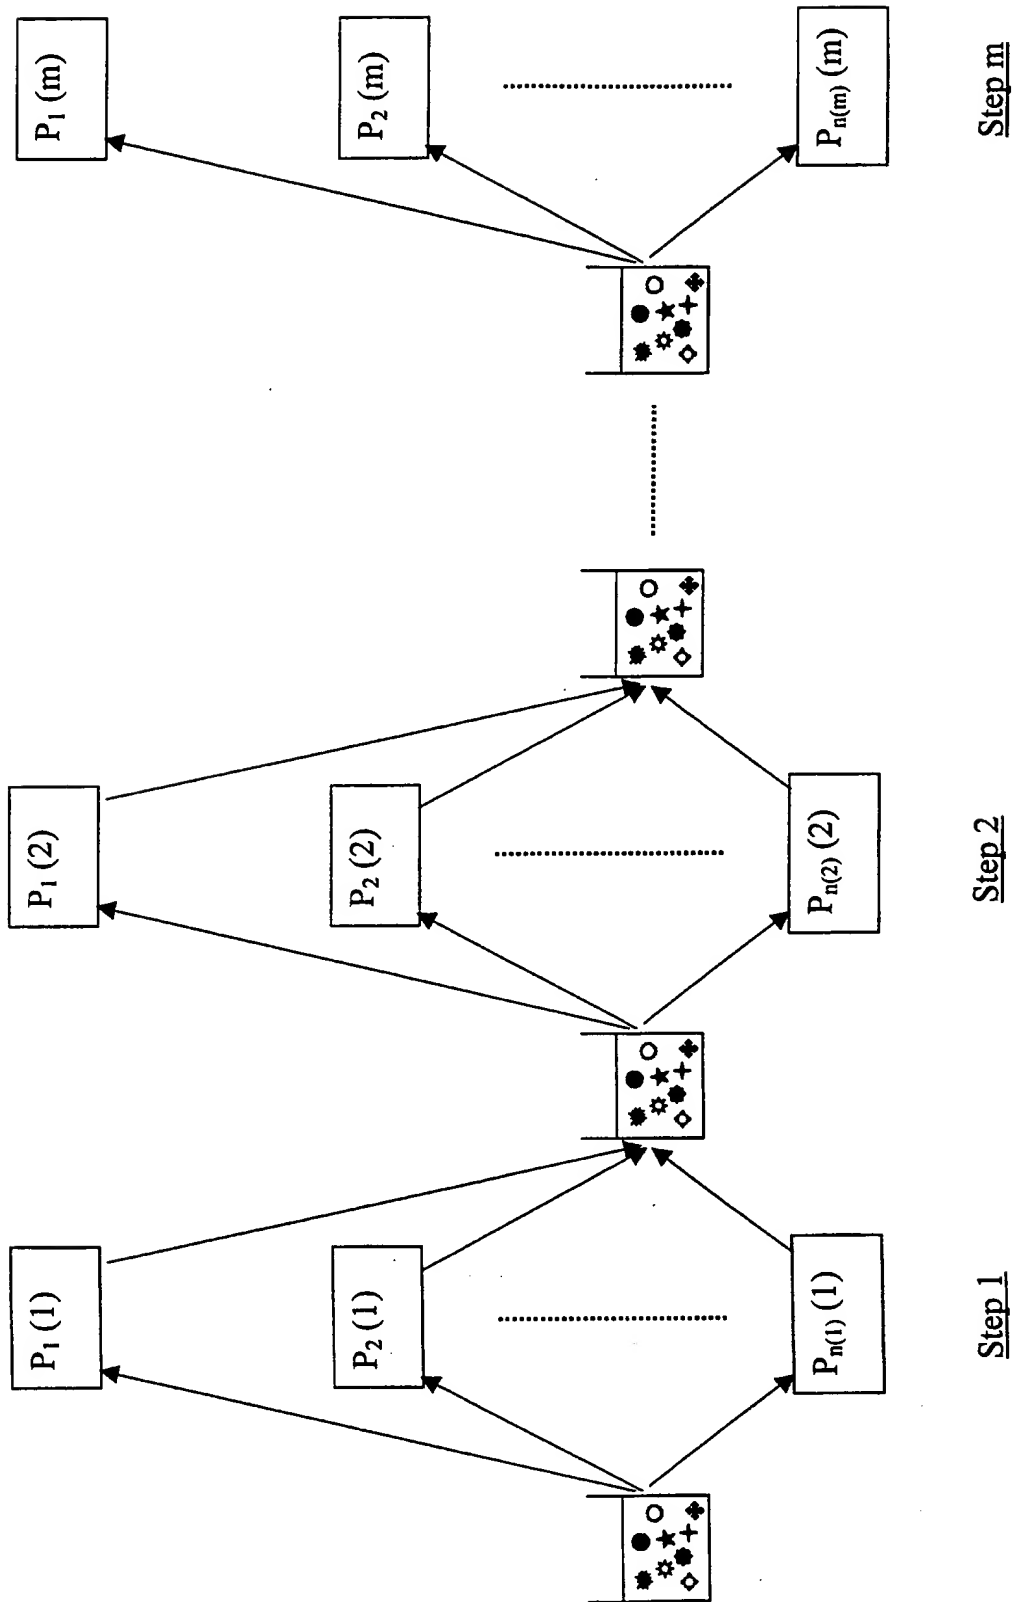 P₁ (1)
P₂ (1)
Pₙ₍₁₎ (1)
Step 1
P₁ (2)
P₂ (2)
Pₙ₍₂₎ (2)
Step 2
P₁ (m)
P₂ (m)
Pₙ₍ₘ₎ (m)
Step m